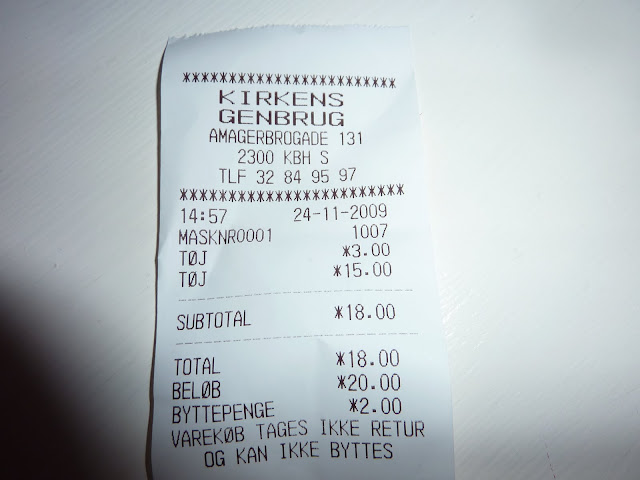 ************************
KIRKENS
GENBRUG
AMAGERBROGADE 131
2300 KBH S
TLF 32 84 95 97
************************
14:57 24-11-2009
MASKNR0001 1007
TØJ *3.00
TØJ *15.00
SUBTOTAL *18.00
TOTAL *18.00
BELØB *20.00
BYTTEPENGE *2.00
VAREKØB TAGES IKKE RETUR
OG KAN IKKE BYTTES